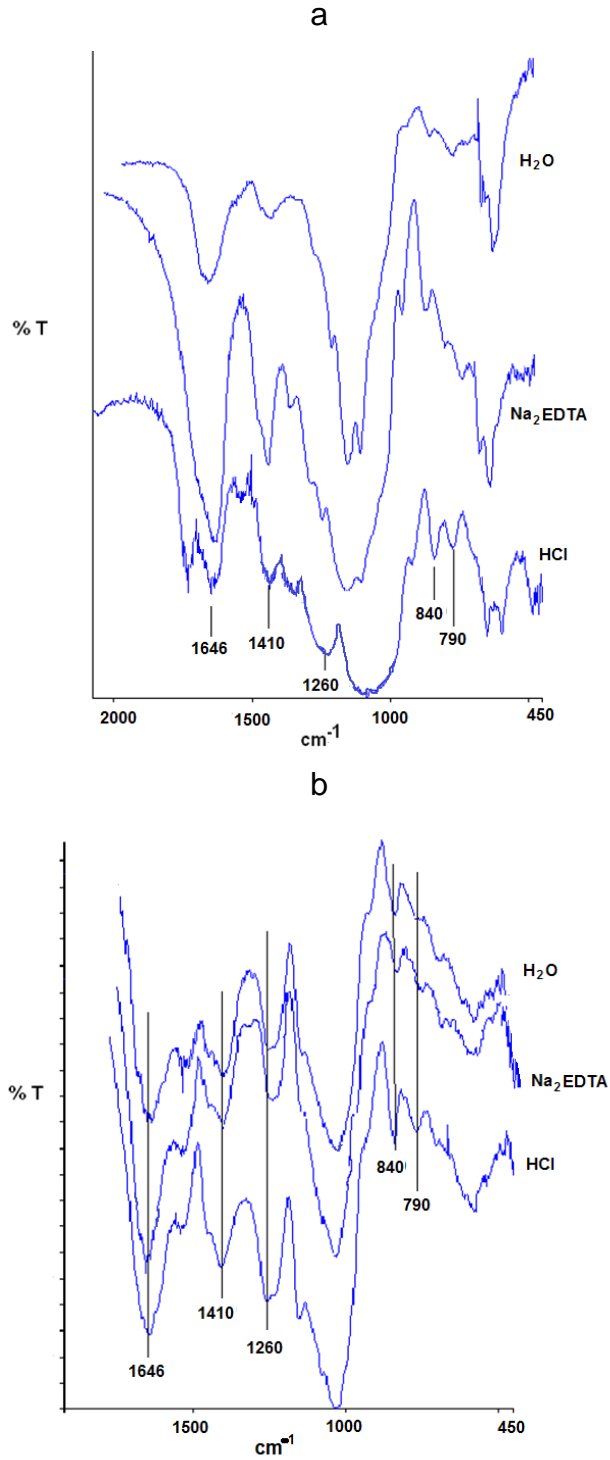 a
H2O
% T
Na2EDTA
HCl
1646
1410
1260
840
790
2000
1500
1000
450
cm-1
b
H2O
% T
Na2EDTA
HCl
840
790
1410
1260
1646
1500
1000
450
cm-1